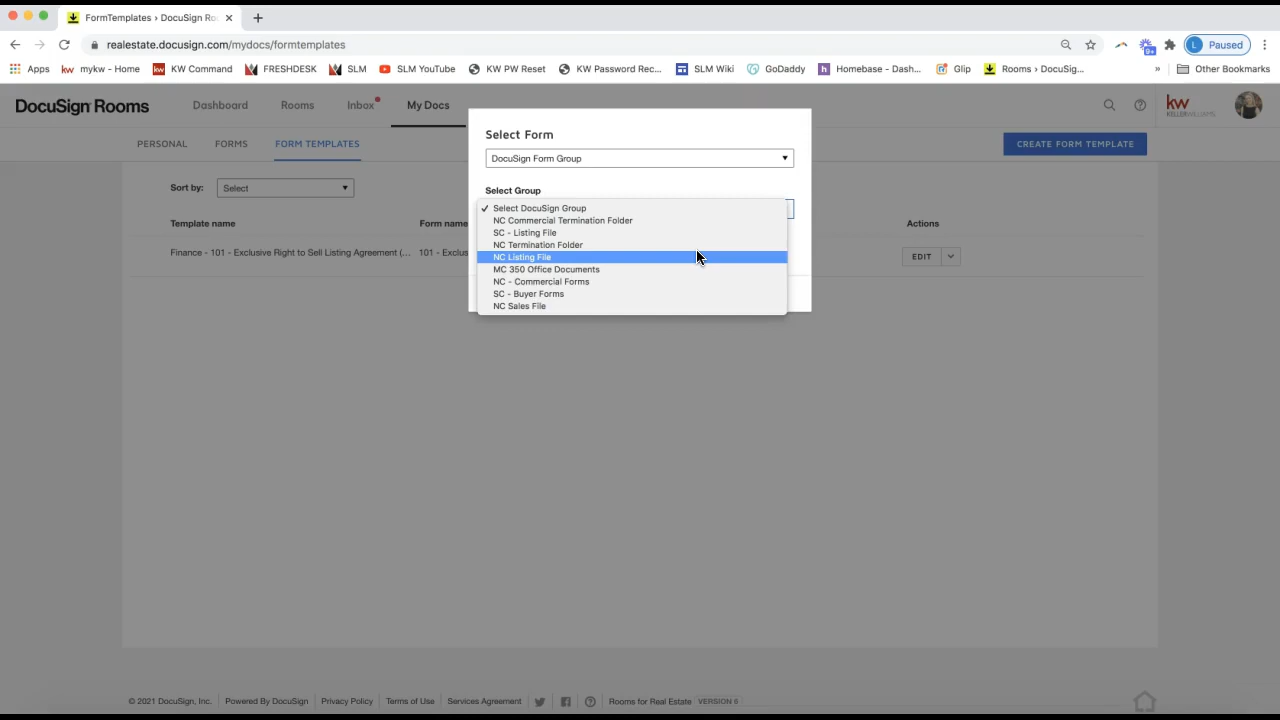 FormTemplates › DocuSign Ro
realestate.docusign.com/mydocs/formtemplates
L Paused
Apps mykw - Home KW Command FRESHDESK SLM SLM YouTube KW PW Reset KW Password Rec... SLM Wiki GoDaddy Homebase - Dash... Glip Rooms › DocuSig... » Other Bookmarks
DocuSign Rooms Dashboard Rooms Inbox My Docs
kw
KELLERWILLIAMS
PERSONAL FORMS FORM TEMPLATES CREATE FORM TEMPLATE
Select Form
DocuSign Form Group
Select Group
Sort by: Select
Select DocuSign Group
NC Commercial Termination Folder
SC - Listing File
NC Termination Folder
NC Listing File
MC 350 Office Documents
NC - Commercial Forms
SC - Buyer Forms
NC Sales File
Template name Form name Actions
Finance - 101 - Exclusive Right to Sell Listing Agreement (... 101 - Exclus EDIT
© 2021 DocuSign, Inc. Powered By DocuSign Privacy Policy Terms of Use Services Agreement Rooms for Real Estate VERSION 6